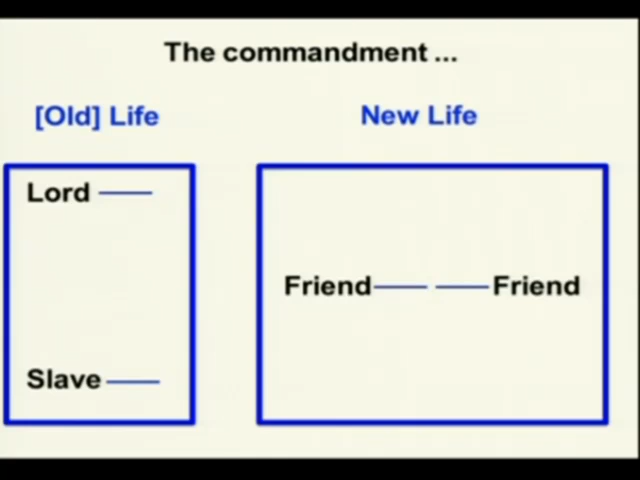 The commandment ...
[Old] Life
New Life
Lord
Friend Friend
Slave